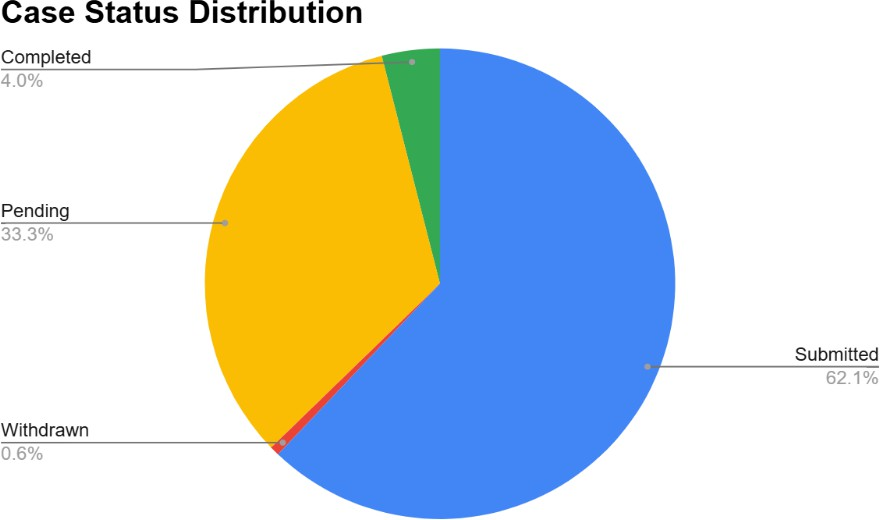 Case Status Distribution
Completed
4.0%
Pending
33.3%
Submitted
62.1%
Withdrawn
0.6%